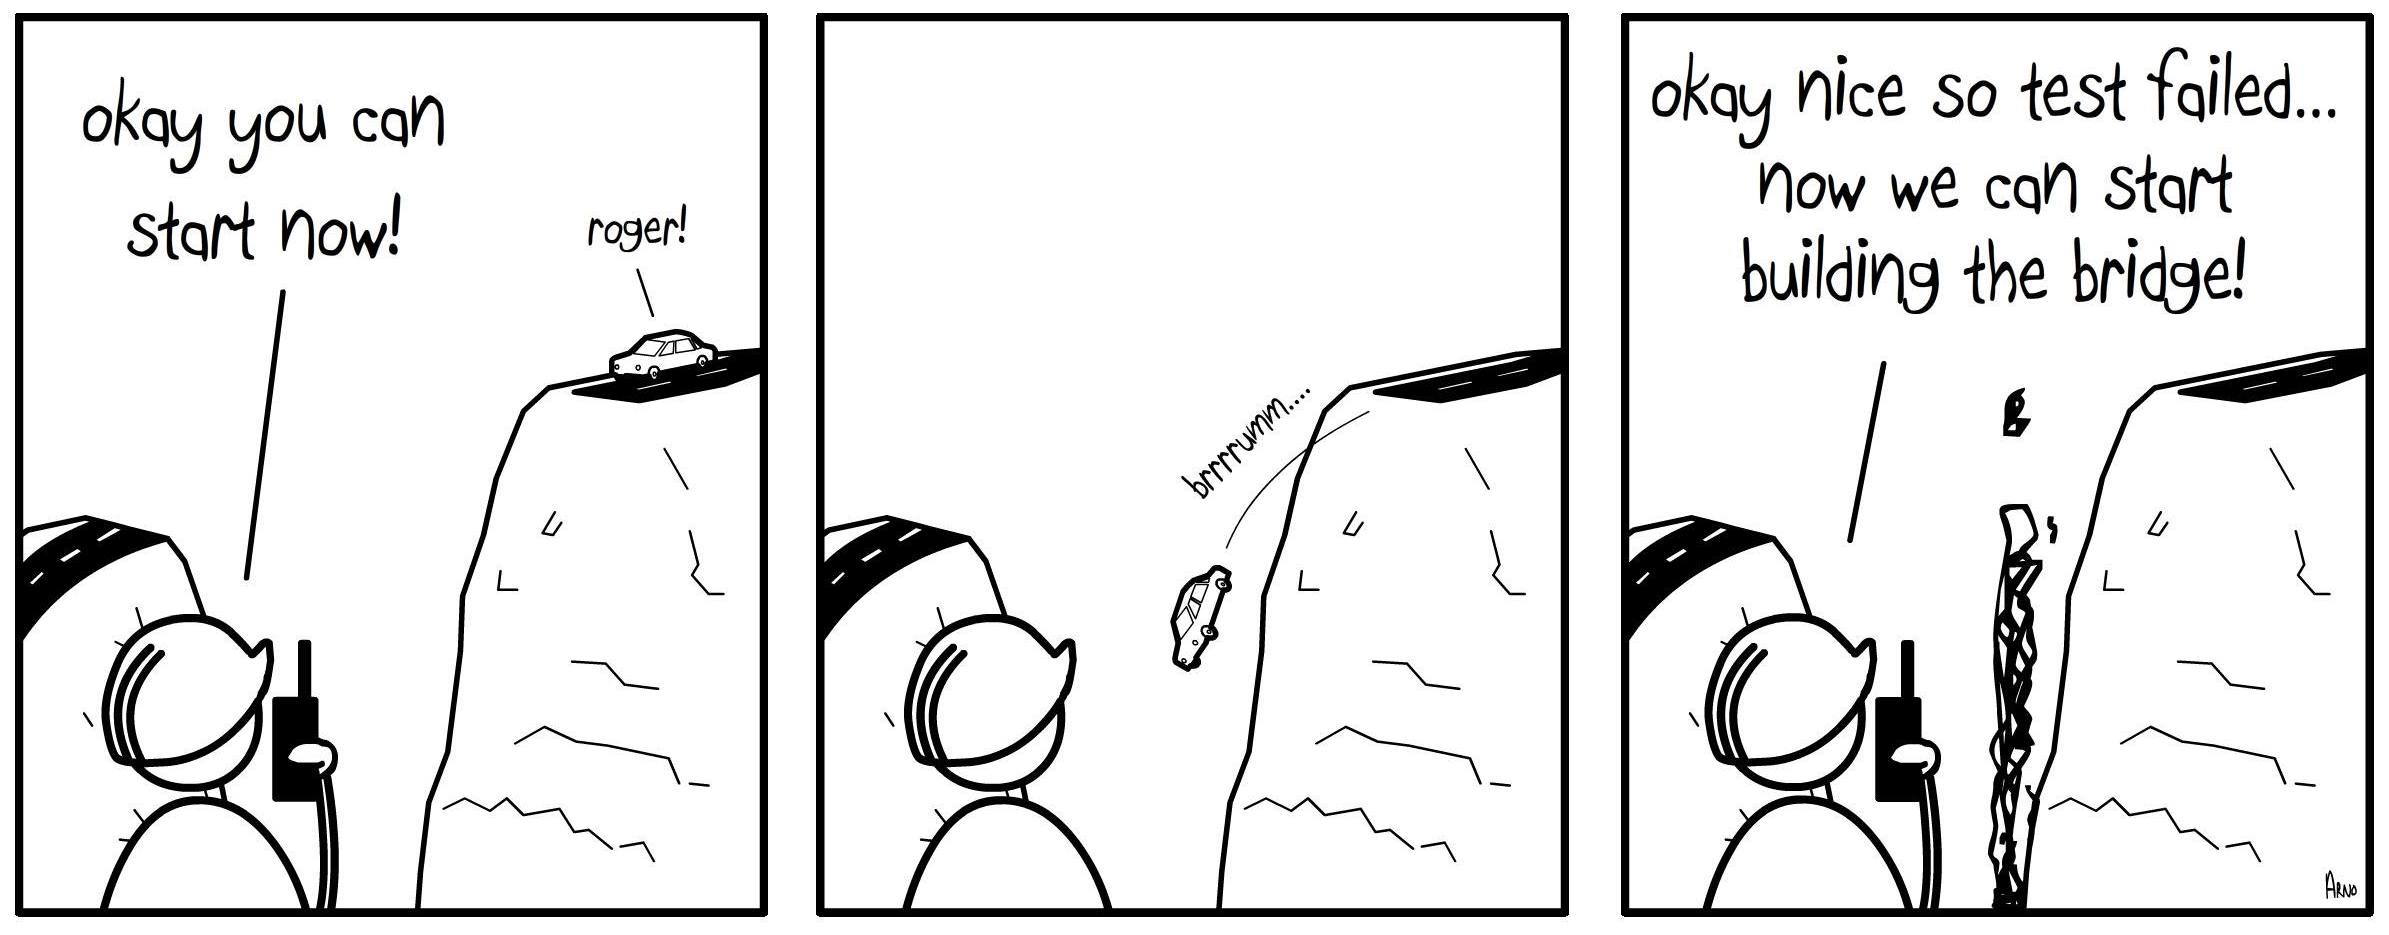 okay you can
start now!
roger!
brrrrumm....
okay nice so test failed...
now we can start
building the bridge!
ARNO